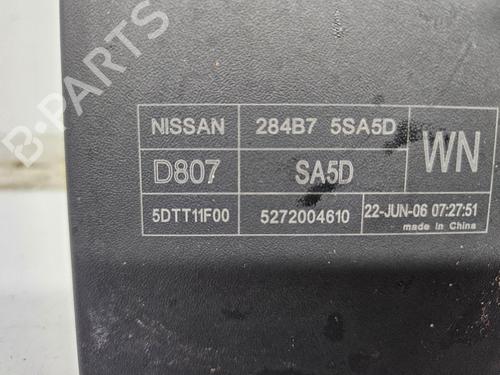 B-PARTS
NISSAN 284B7 5SA5D WN
D807 SA5D
5DTT11F00 5272004610 22-JUN-06 07:27:51
made in China